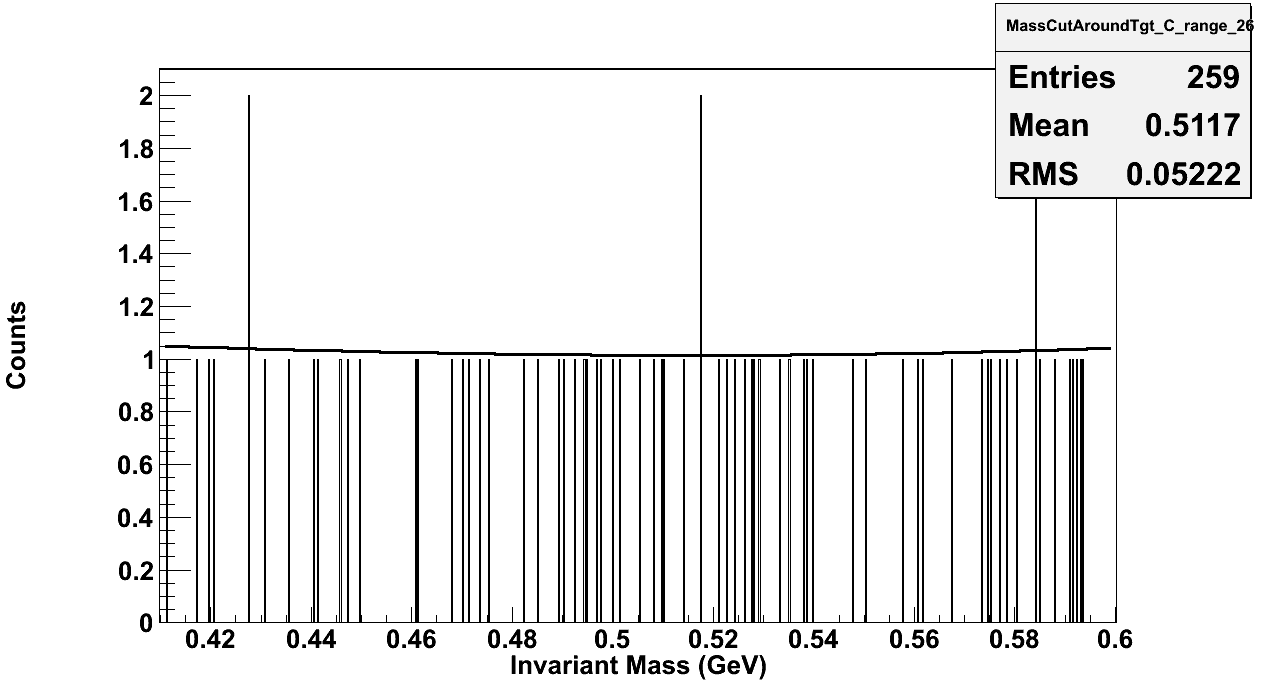 MassCutAroundTgt_C_range_26
Entries 259
Mean 0.5117
RMS 0.05222
Counts
2
1.8
1.6
1.4
1.2
1
0.8
0.6
0.4
0.2
0
0.42 0.44 0.46 0.48 0.5 0.52 0.54 0.56 0.58 0.6
Invariant Mass (GeV)